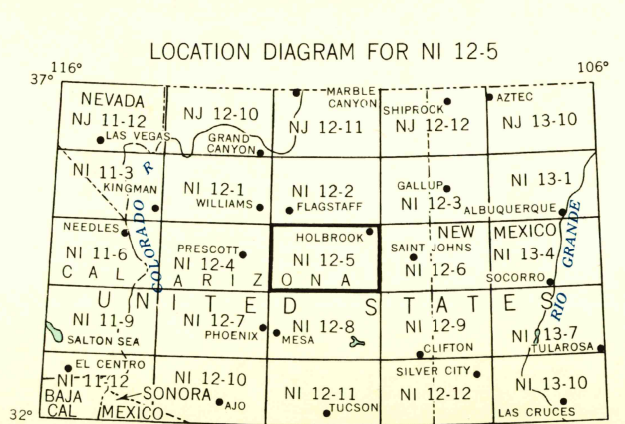 LOCATION DIAGRAM FOR NI 12-5
116° 106°
37°
NEVADA
NJ 11-12
LAS VEGAS
NJ 12-10
GRAND
CANYON
MARBLE
CANYON
NJ 12-11
SHIPROCK
NJ 12-12
AZTEC
NJ 13-10
NI 11-3
KINGMAN
NI 12-1
WILLIAMS
NI 12-2
FLAGSTAFF
GALLUP
NI 12-3
NI 13-1
ALBUQUERQUE
COLORADO R
NEEDLES
NI 11-6
CAL
PRESCOTT
NI 12-4
ARIZONA
HOLBROOK
NI 12-5
NEW MEXICO
SAINT JOHNS
NI 12-6
NI 13-4
SOCORRO
RIO GRANDE
UNITED STATES
NI 11-9
SALTON SEA
NI 12-7
PHOENIX
NI 12-8
MESA
NI 12-9
CLIFTON
NI 13-7
TULAROSA
EL CENTRO
NI 11-12
BAJA
CAL
MEXICO
SONORA
NI 12-10
AJO
NI 12-11
TUCSON
SILVER CITY
NI 12-12
NI 13-10
LAS CRUCES
32°